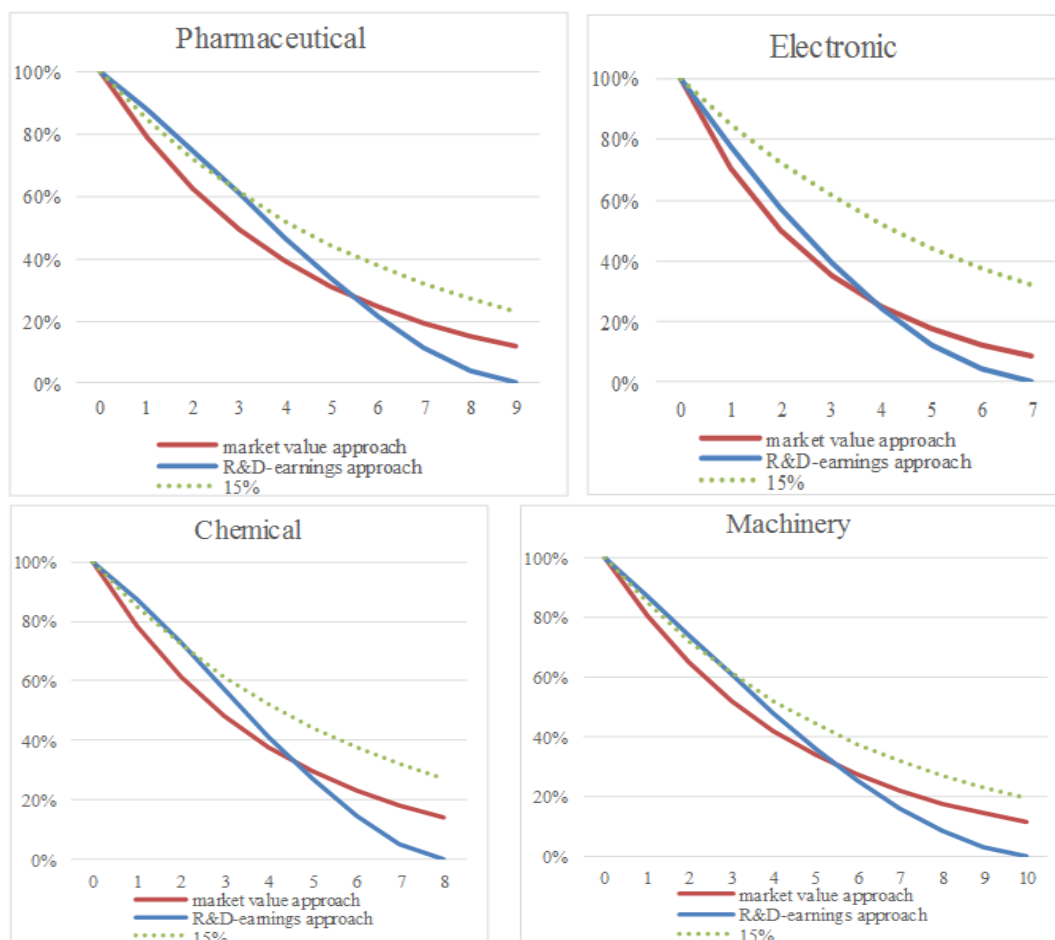 Pharmaceutical
100%
80%
60%
40%
20%
0%
0 1 2 3 4 5 6 7 8 9
market value approach
R&D-earnings approach
15%
Electronic
100%
80%
60%
40%
20%
0%
0 1 2 3 4 5 6 7
market value approach
R&D-earnings approach
15%
Chemical
100%
80%
60%
40%
20%
0%
0 1 2 3 4 5 6 7 8
market value approach
R&D-earnings approach
15%
Machinery
100%
80%
60%
40%
20%
0%
0 1 2 3 4 5 6 7 8 9 10
market value approach
R&D-earnings approach
15%